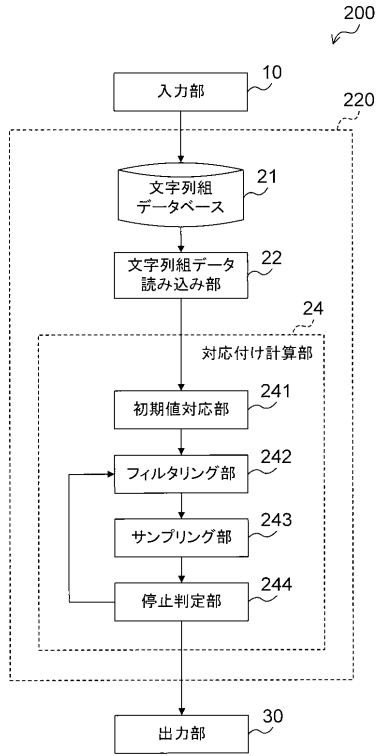 200
10
入力部
220
文字列組
データベース
21
文字列組データ
読み込み部
22
24
対応付け計算部
初期値対応部
241
フィルタリング部
242
サンプリング部
243
停止判定部
244
出力部
30